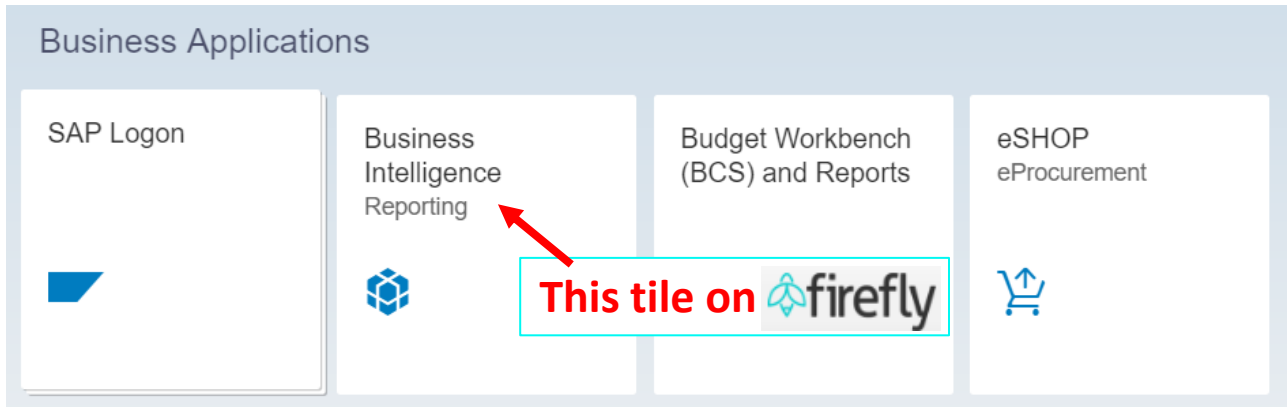 Business Applications
SAP Logon
Business
Intelligence
Reporting
Budget Workbench
(BCS) and Reports
eSHOP
eProcurement
This tile on firefly